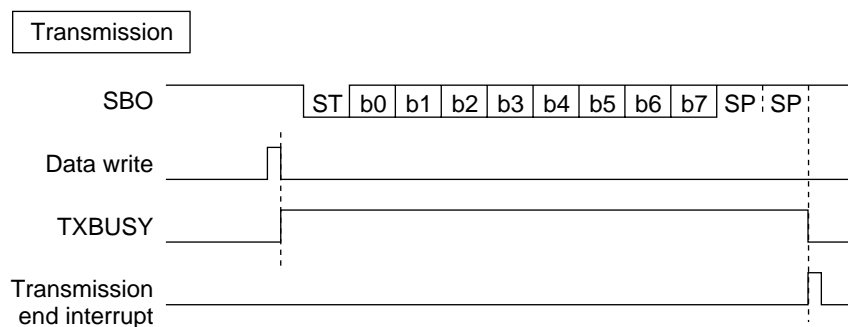 Transmission
SBO ST b0 b1 b2 b3 b4 b5 b6 b7 SP SP
Data write
TXBUSY
Transmission
end interrupt